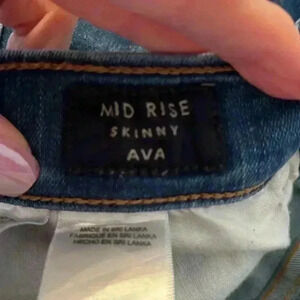 MID RISE
SKINNY
AVA
MADE IN SRI LANKA
FABRIQUE EN SRI LANKA
HECHO EN SRI LANKA